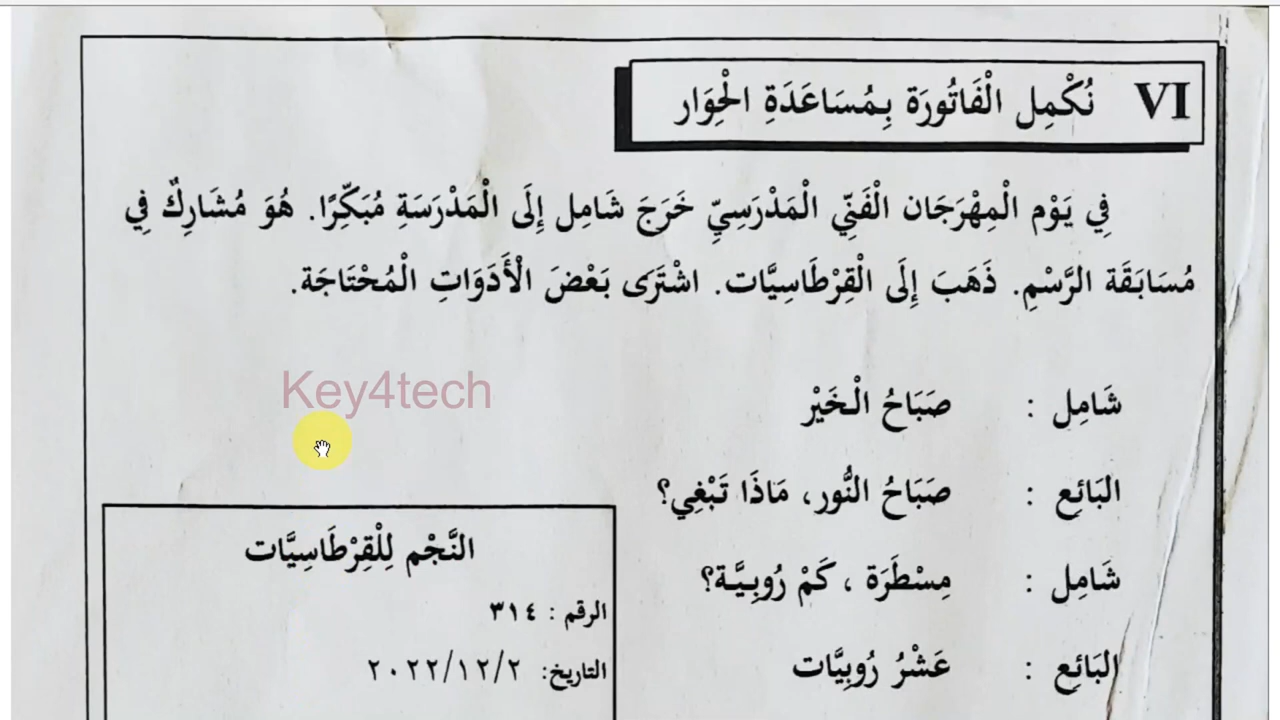 VI نُكْمِل الْفَاتُورَة بِمُسَاعَدَةِ الْحِوَار
فِي يَوْم الْمِهْرَجَان الْفَنِّي الْمَدْرَسِيِّ خَرَجَ شَامِل إِلَى الْمَدْرَسَةِ مُبَكِّرًا. هُوَ مُشَارِكٌ فِي
مُسَابَقَة الرَّسْمِ. ذَهَبَ إِلَى الْقِرْطَاسِيَّات. اشْتَرَى بَعْضَ الْأَدَوَاتِ الْمُحْتَاجَة.
Key4tech
شَامِل : صَبَاحُ الْخَيْر
البَائِع : صَبَاحُ النُّور، مَاذَا تَبْغِي؟
شَامِل : مِسْطَرَة ، كَمْ رُوبِيَّة؟
البَائِع : عَشْرُ رُوبِيَّات
النَّجْم لِلْقِرْطَاسِيَّات
الرقم : ٣١٤
التاريخ: ٢٠٢٢/١٢/٢